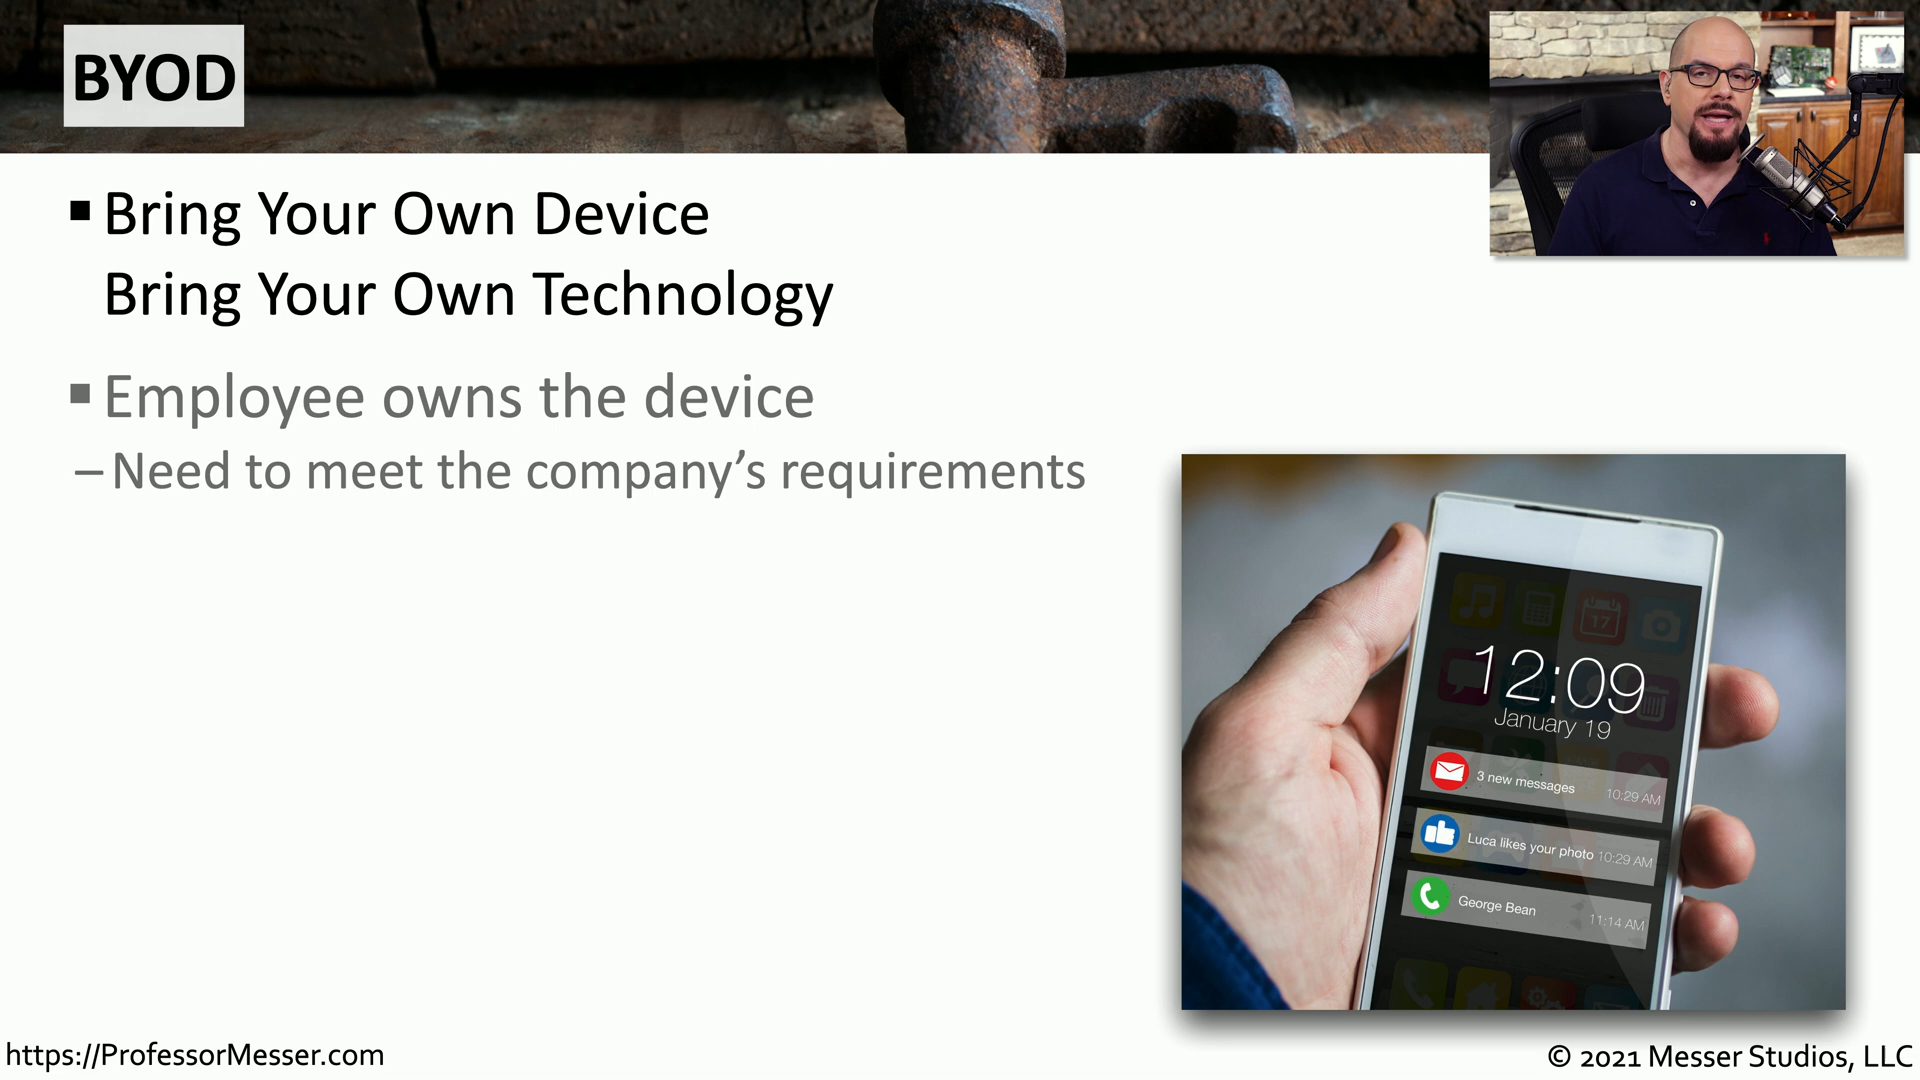 BYOD
▪ Bring Your Own Device
Bring Your Own Technology
▪ Employee owns the device
– Need to meet the company’s requirements
17
12:09
January 19
3 new messages 10:29 AM
Luca likes your photo 10:29 AM
George Bean 11:14 AM
https://ProfessorMesser.com
© 2021 Messer Studios, LLC